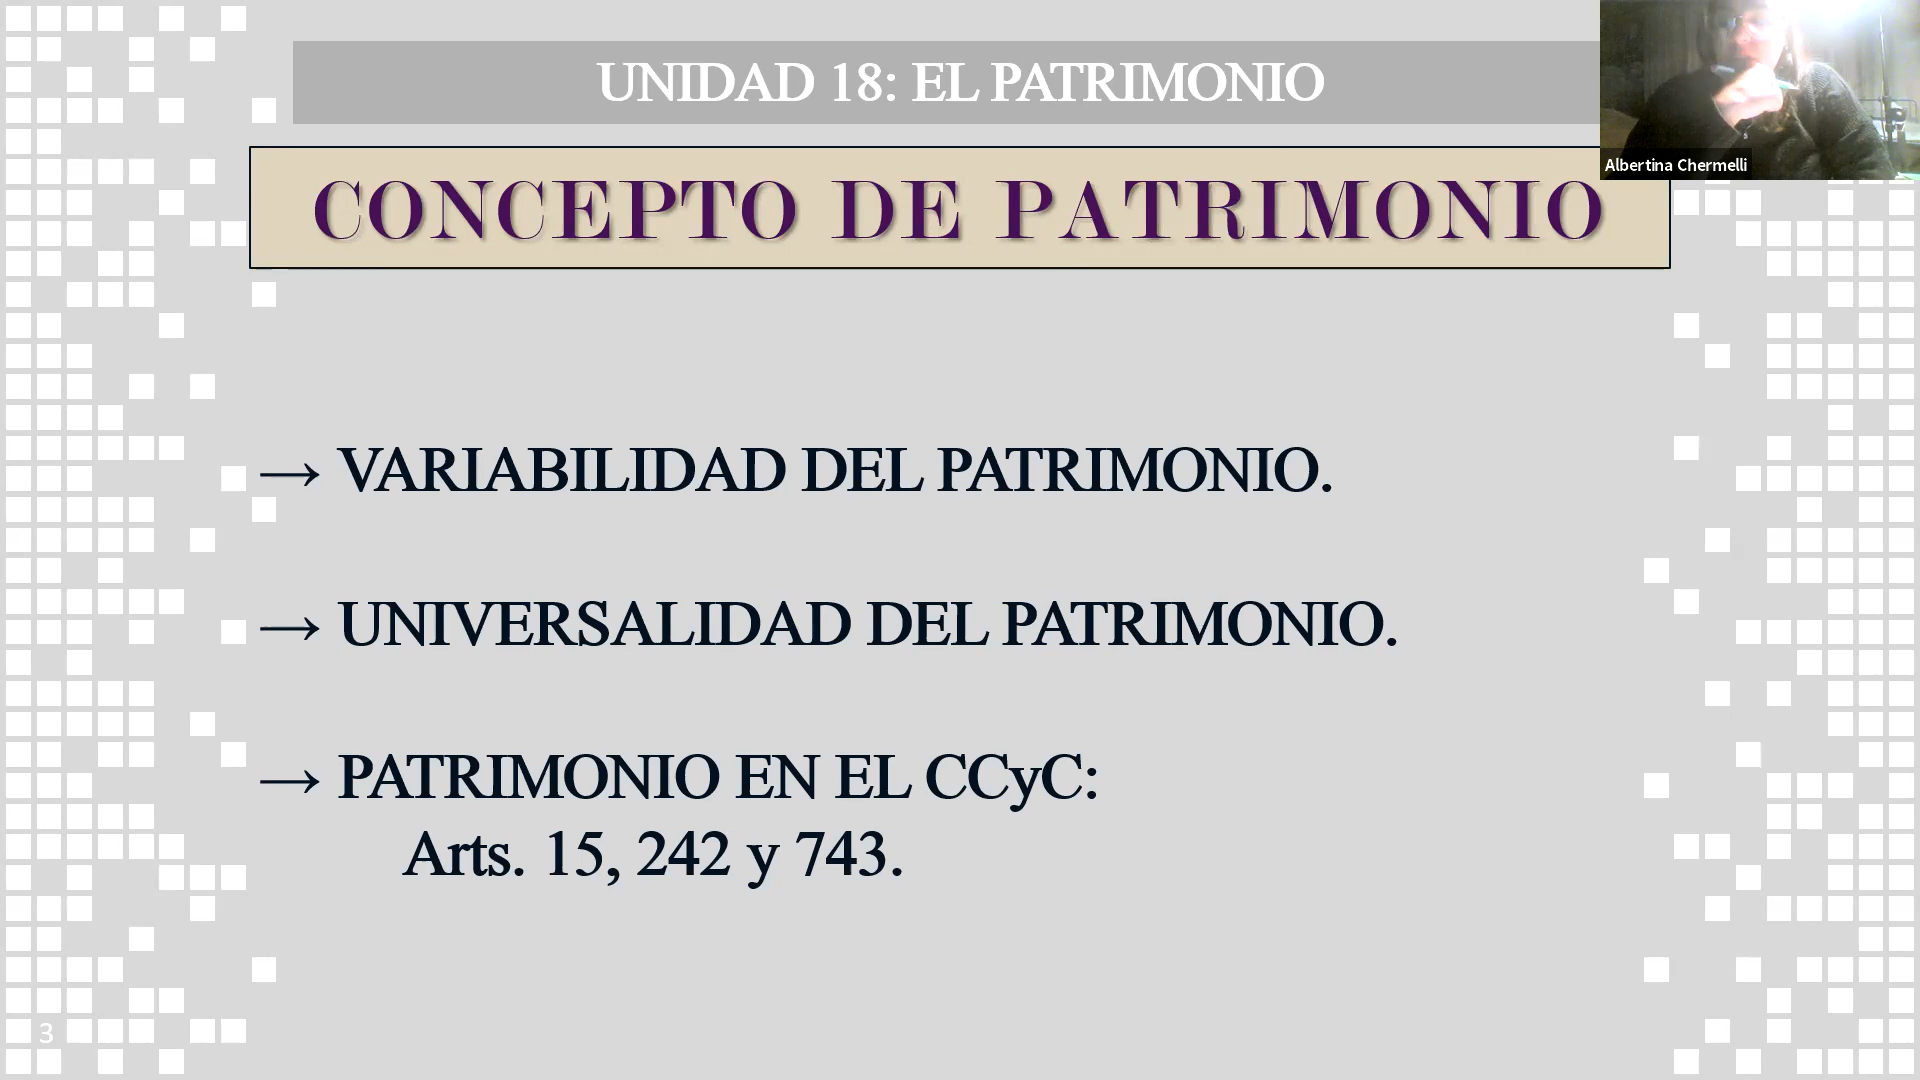 UNIDAD 18: EL PATRIMONIO
Albertina Chermelli
CONCEPTO DE PATRIMONIO
→ VARIABILIDAD DEL PATRIMONIO.
→ UNIVERSALIDAD DEL PATRIMONIO.
→ PATRIMONIO EN EL CCyC:
Arts. 15, 242 y 743.
3